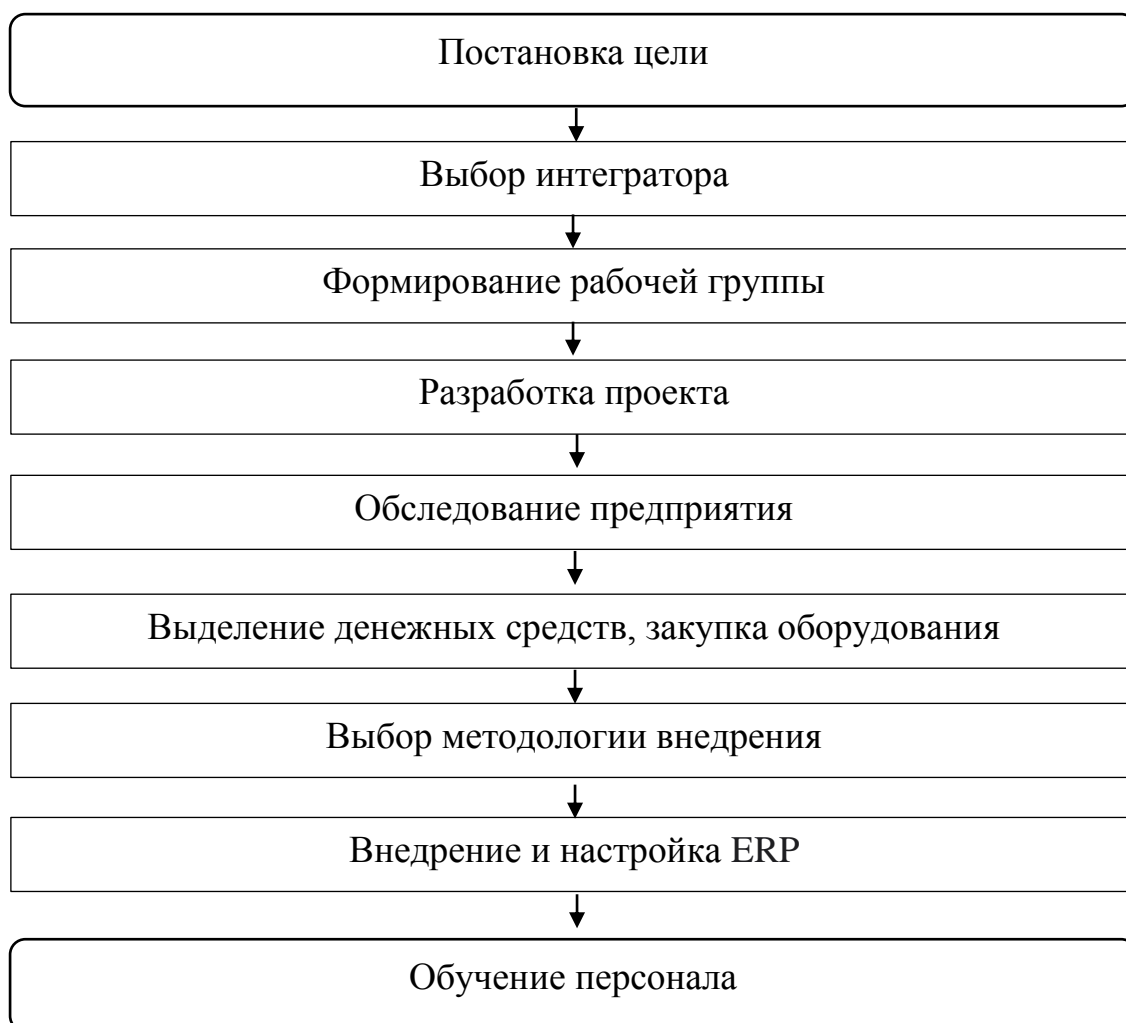 Постановка цели
Выбор интегратора
Формирование рабочей группы
Разработка проекта
Обследование предприятия
Выделение денежных средств, закупка оборудования
Выбор методологии внедрения
Внедрение и настройка ERP
Обучение персонала